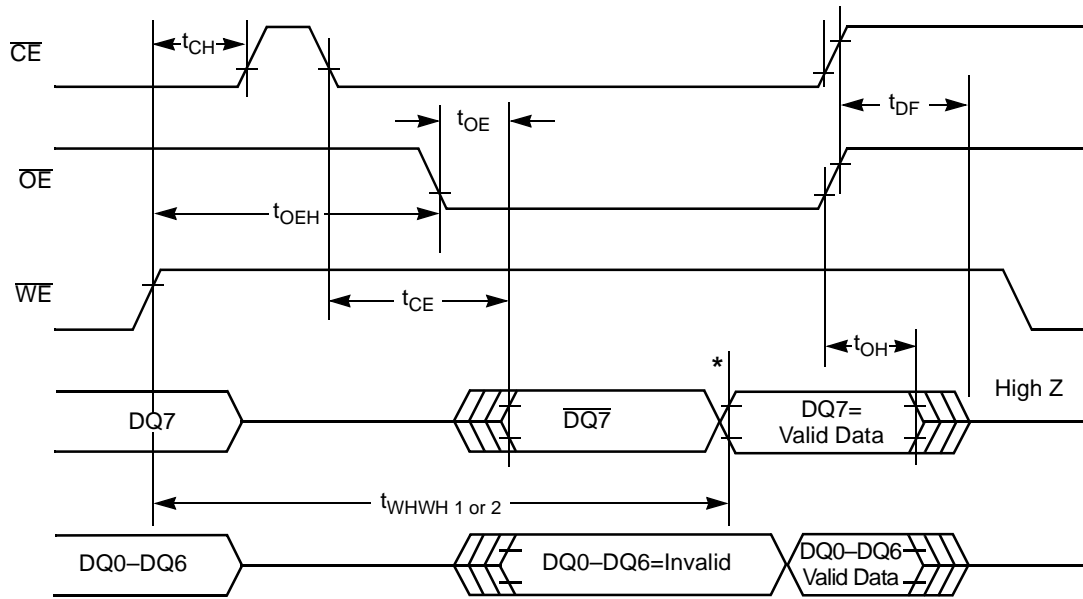 CE
tCH
tDF
tOE
OE
tOEH
WE
tCE
tOH
*
High Z
DQ7
DQ7
DQ7=
Valid Data
tWHWH 1 or 2
DQ0–DQ6
DQ0–DQ6=Invalid
DQ0–DQ6
Valid Data